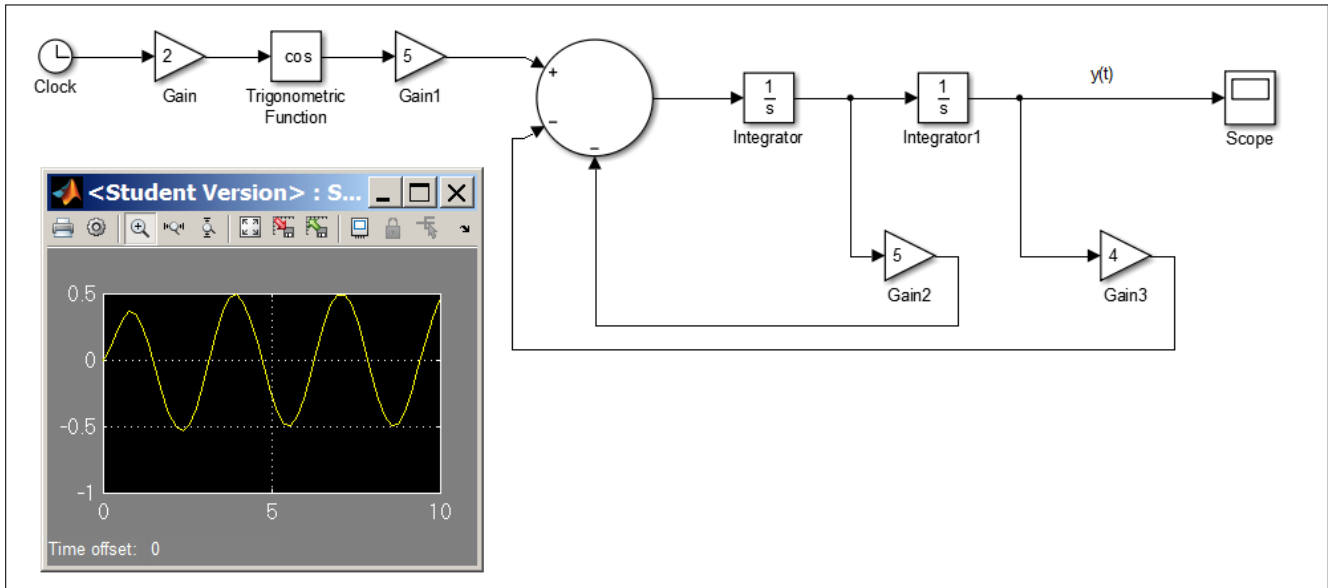 2
cos
5
+
−
−
1
s
1
s
y(t)
Clock
Gain
Trigonometric
Function
Gain1
Integrator
Integrator1
Scope
5
Gain2
4
Gain3
<Student Version> : S...
0.5
0
-0.5
-1
0 5 10
Time offset: 0